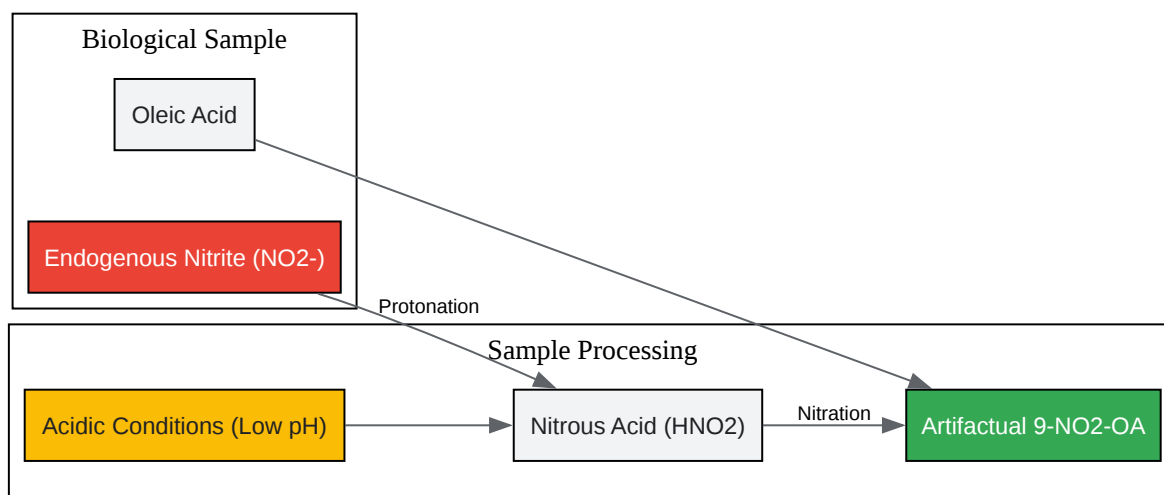 Biological Sample
Oleic Acid
Endogenous Nitrite (NO2-)
Protonation
Sample Processing
Acidic Conditions (Low pH)
Nitrous Acid (HNO2)
Nitration
Artifactual 9-NO2-OA